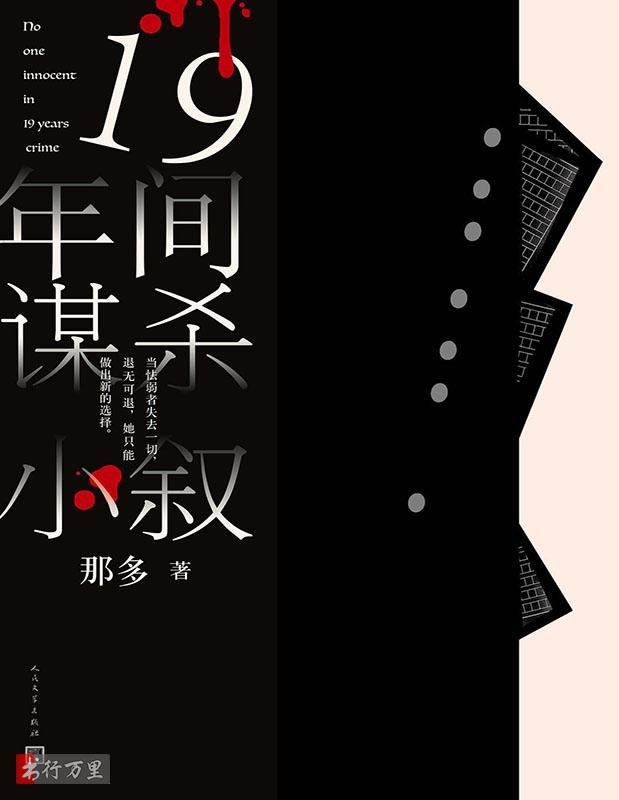 No
one
innocent
in
19 years
crime
19
年间
谋杀
小叙
当怯弱者失去一切，
退无可退，她只能
做出新的选择。
那多 著
人民文学出版社
书行万里